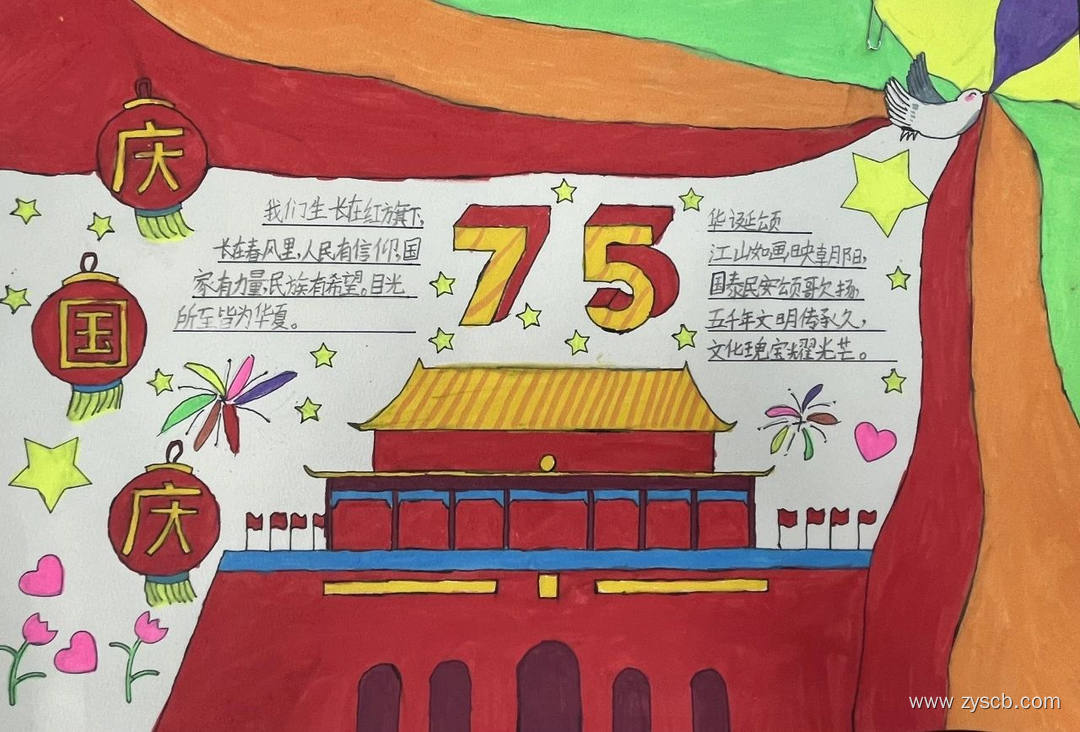 庆
国
庆
我们生长在红旗下,
长在春风里,人民有信仰,国
家有力量,民族有希望。目光
所至皆为华夏。
75
华诞颂
江山如画映朝阳,
国泰民安颂歌扬,
五千年文明传承久,
文化瑰宝耀光芒。
www.zyscb.com